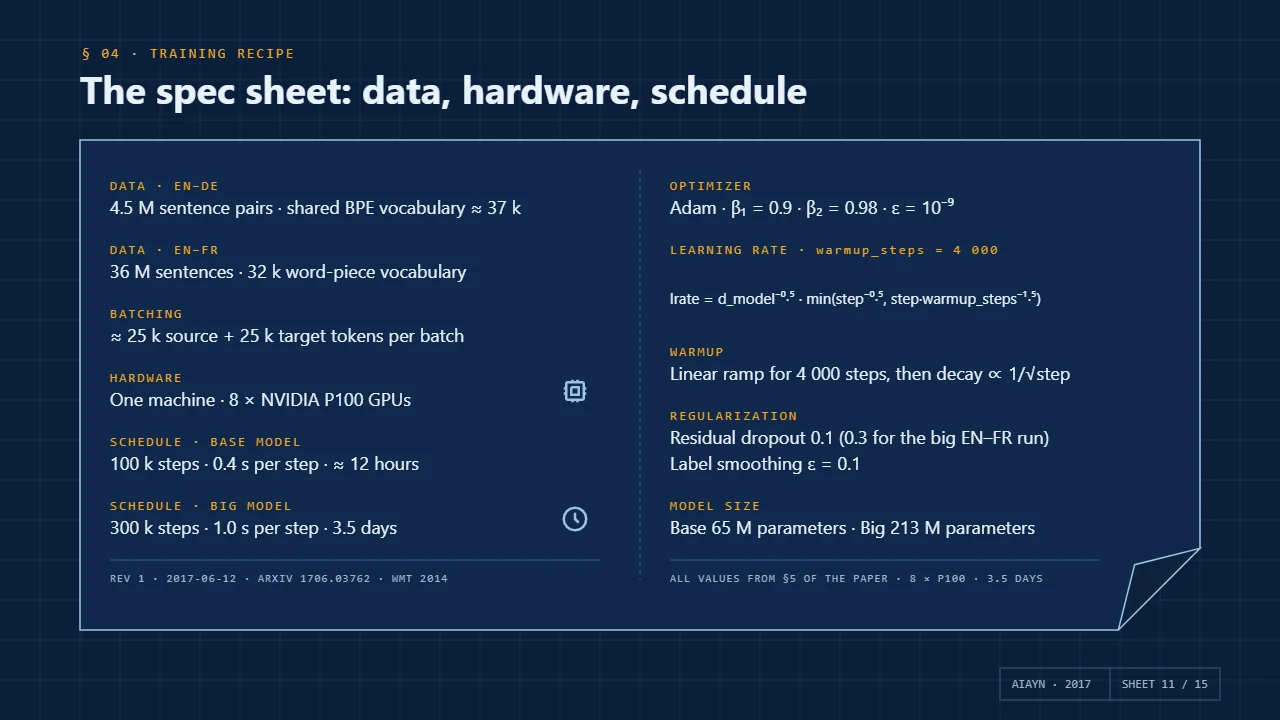 § 04 · TRAINING RECIPE
The spec sheet: data, hardware, schedule
DATA · EN–DE
4.5 M sentence pairs · shared BPE vocabulary ≈ 37 k
DATA · EN–FR
36 M sentences · 32 k word-piece vocabulary
BATCHING
≈ 25 k source + 25 k target tokens per batch
HARDWARE
One machine · 8 × NVIDIA P100 GPUs
SCHEDULE · BASE MODEL
100 k steps · 0.4 s per step · ≈ 12 hours
SCHEDULE · BIG MODEL
300 k steps · 1.0 s per step · 3.5 days
REV 1 · 2017-06-12 · ARXIV 1706.03762 · WMT 2014
OPTIMIZER
Adam · β₁ = 0.9 · β₂ = 0.98 · ε = 10⁻⁹
LEARNING RATE · warmup_steps = 4 000
lrate = d_model⁻⁰·⁵ · min(step⁻⁰·⁵, step·warmup_steps⁻¹·⁵)
WARMUP
Linear ramp for 4 000 steps, then decay ∝ 1/√step
REGULARIZATION
Residual dropout 0.1 (0.3 for the big EN–FR run)
Label smoothing ε = 0.1
MODEL SIZE
Base 65 M parameters · Big 213 M parameters
ALL VALUES FROM §5 OF THE PAPER · 8 × P100 · 3.5 DAYS
AIAYN · 2017
SHEET 11 / 15